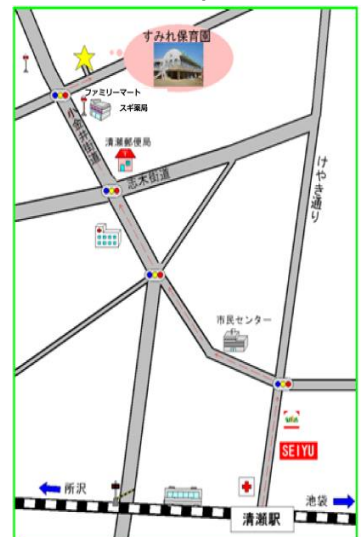 すみれ保育園
ファミリーマート
スギ薬局
小金井街道
清瀬郵便局
志木街道
けやき通り
市民センター
SEIYU
所沢
池袋
清瀬駅